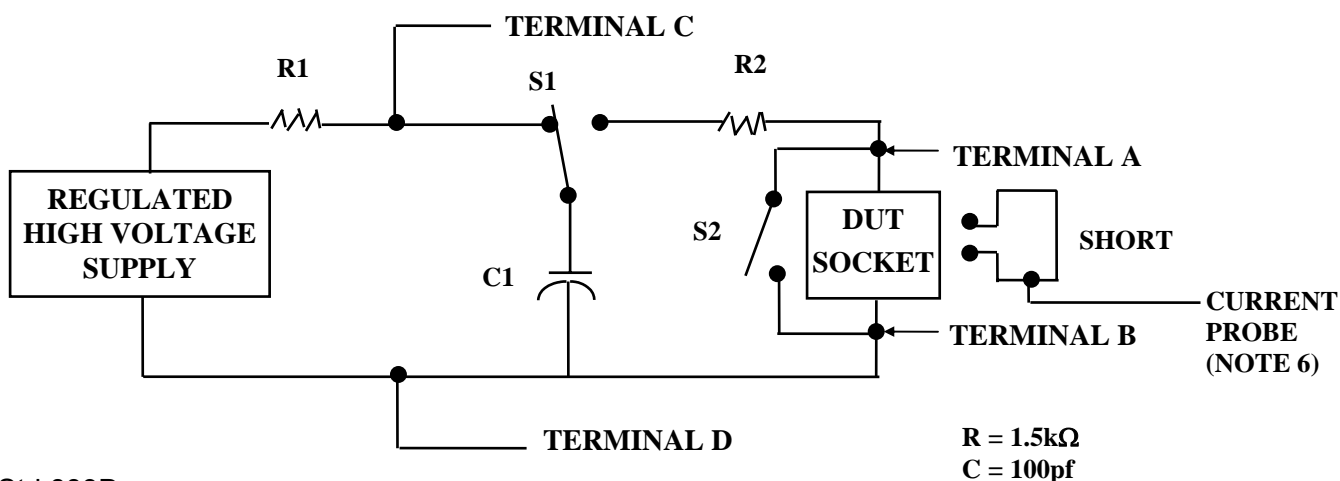 TERMINAL C
R1
S1
R2
TERMINAL A
REGULATED
HIGH VOLTAGE
SUPPLY
C1
S2
DUT
SOCKET
SHORT
TERMINAL B
CURRENT
PROBE
(NOTE 6)
TERMINAL D
R = 1.5kΩ
C = 100pf